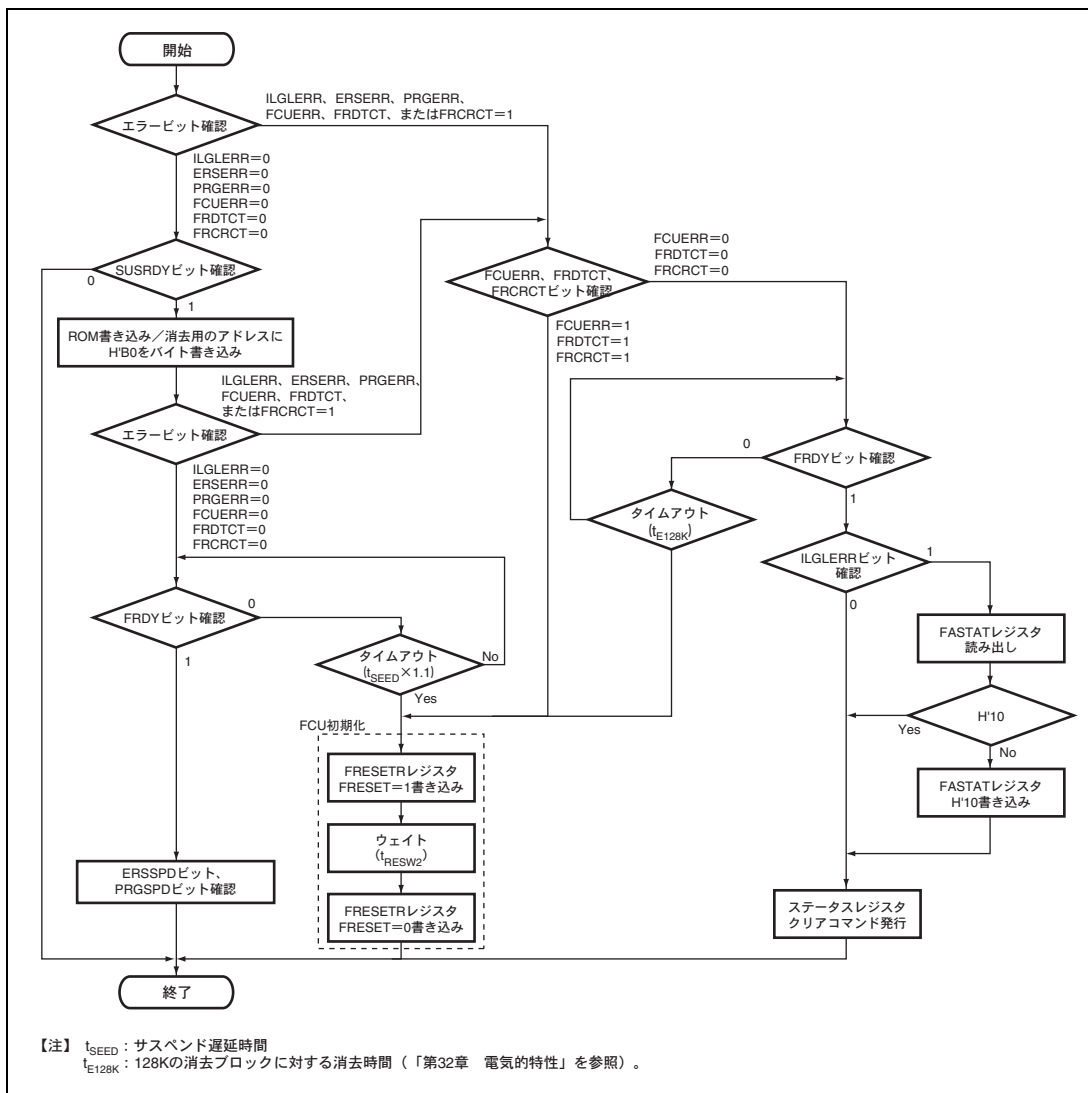 開始
エラービット確認
ILGLERR、ERSERR、PRGERR、
FCUERR、FRDTCT、またはFRCRCT=1
ILGLERR=0
ERSERR=0
PRGERR=0
FCUERR=0
FRDTCT=0
FRCRCT=0
SUSRDYビット確認
0
1
ROM書き込み／消去用のアドレスに
H'B0をバイト書き込み
ILGLERR、ERSERR、PRGERR、
FCUERR、FRDTCT、
またはFRCRCT=1
エラービット確認
ILGLERR=0
ERSERR=0
PRGERR=0
FCUERR=0
FRDTCT=0
FRCRCT=0
FRDYビット確認
0
1
タイムアウト
(tSEED×1.1)
No
Yes
FCU初期化
FRESETRレジスタ
FRESET=1書き込み
ウェイト
(tRESW2)
FRESETRレジスタ
FRESET=0書き込み
ERSSPDビット、
PRGSPDビット確認
終了
FCUERR、FRDTCT、
FRCRCTビット確認
FCUERR=0
FRDTCT=0
FRCRCT=0
FCUERR=1
FRDTCT=1
FRCRCT=1
FRDYビット確認
0
1
タイムアウト
(tE128K)
ILGLERRビット
確認
1
0
FASTATレジスタ
読み出し
H'10
Yes
No
FASTATレジスタ
H'10書き込み
ステータスレジスタ
クリアコマンド発行
【注】 tSEED：サスペンド遅延時間
tE128K：128Kの消去ブロックに対する消去時間（「第32章　電気的特性」を参照）。